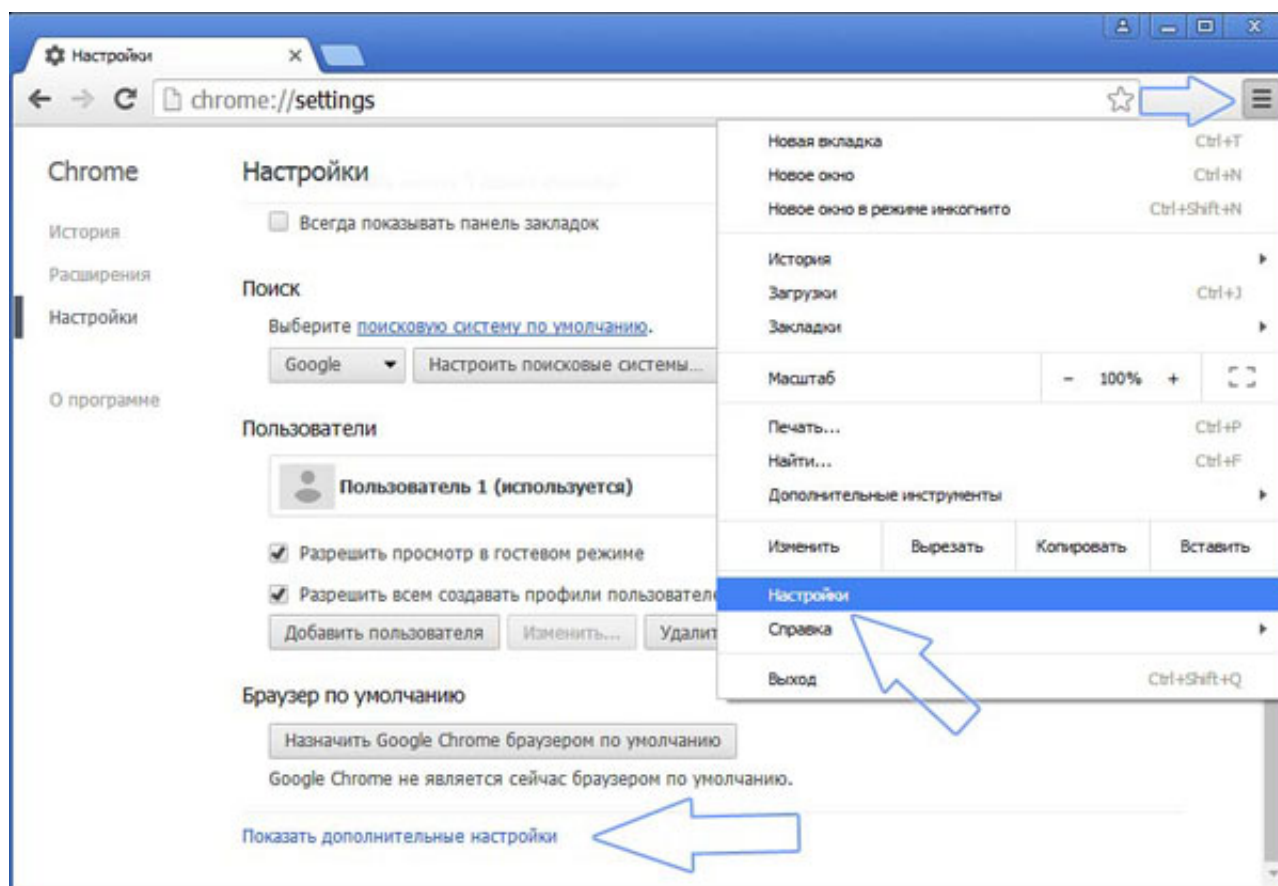 Настройки
chrome://settings
Chrome
История
Расширения
Настройки
О программе
Настройки
Всегда показывать панель закладок
Поиск
Выберите поисковую систему по умолчанию.
Google
Настроить поисковые системы...
Пользователи
Пользователь 1 (используется)
Разрешить просмотр в гостевом режиме
Разрешить всем создавать профили пользователе
Добавить пользователя
Изменить...
Удалит
Браузер по умолчанию
Назначить Google Chrome браузером по умолчанию
Google Chrome не является сейчас браузером по умолчанию.
Показать дополнительные настройки
Новая вкладка Ctrl+T
Новое окно Ctrl+N
Новое окно в режиме инкогнито Ctrl+Shift+N
История
Загрузки Ctrl+J
Закладки
Масштаб - 100% +
Печать... Ctrl+P
Найти... Ctrl+F
Дополнительные инструменты
Изменить Вырезать Копировать Вставить
Настройки
Справка
Выход Ctrl+Shift+Q